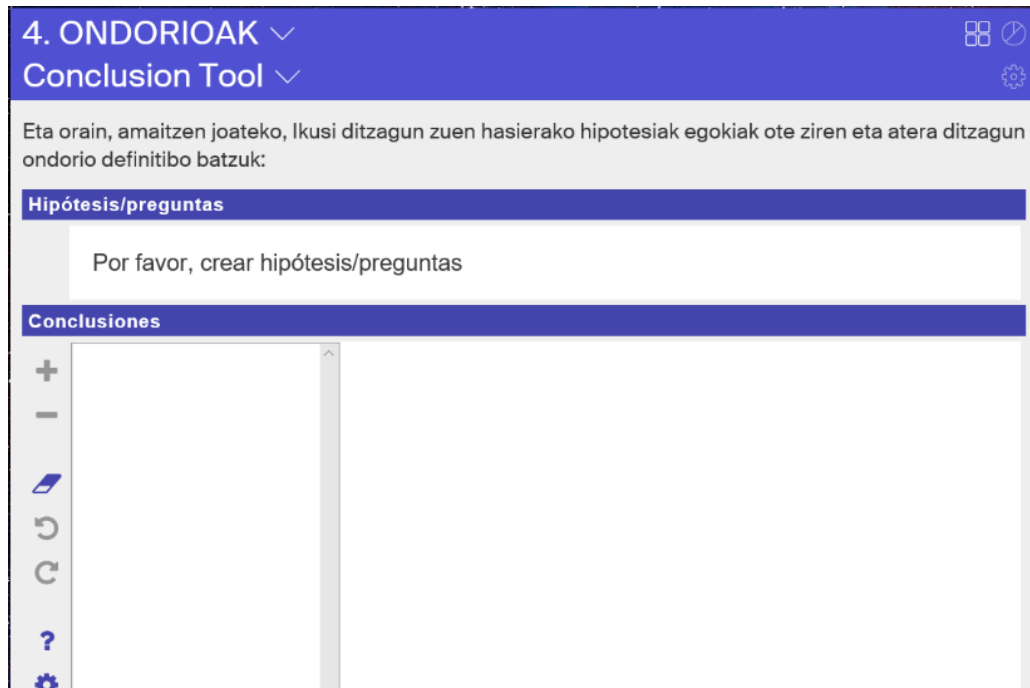 4. ONDORIOAK
Conclusion Tool
Eta orain, amaitzen joateko, Ikusi ditzagun zuen hasierako hipotesiak egokiak ote ziren eta atera ditzagun
ondorio definitibo batzuk:
Hipótesis/preguntas
Por favor, crear hipótesis/preguntas
Conclusiones
?